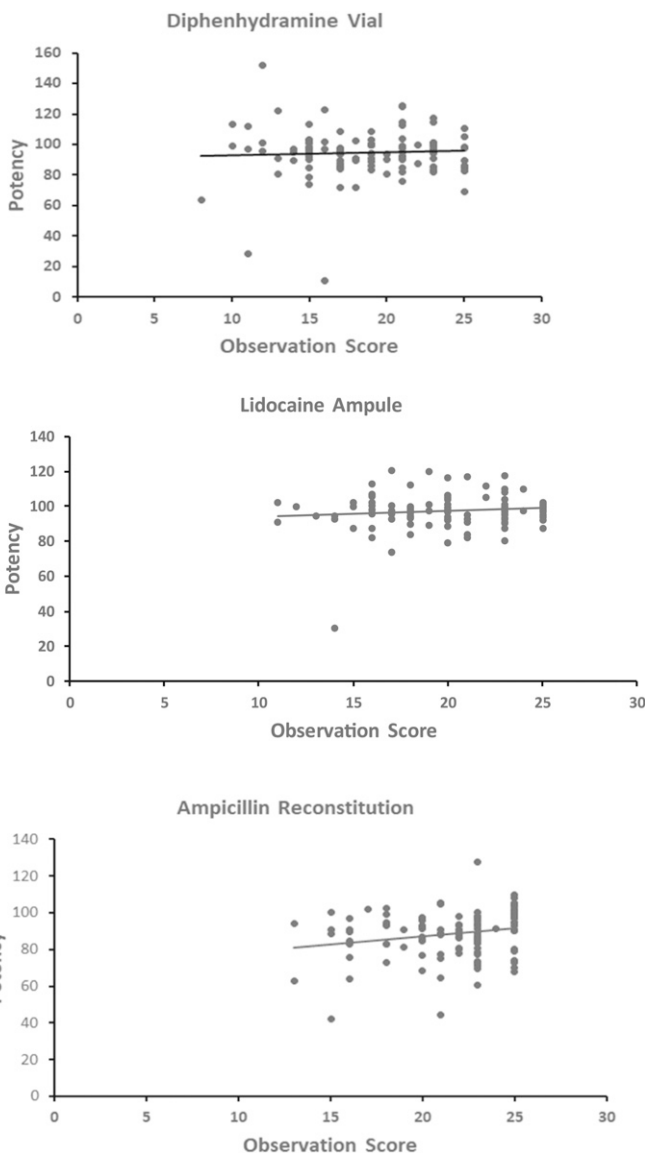 Diphenhydramine Vial
160
140
120
100
80
60
40
20
0
Potency
0 5 10 15 20 25 30
Observation Score
Lidocaine Ampule
140
120
100
80
60
40
20
0
Potency
0 5 10 15 20 25 30
Observation Score
Ampicillin Reconstitution
140
120
100
80
60
40
20
0
0 5 10 15 20 25 30
Observation Score